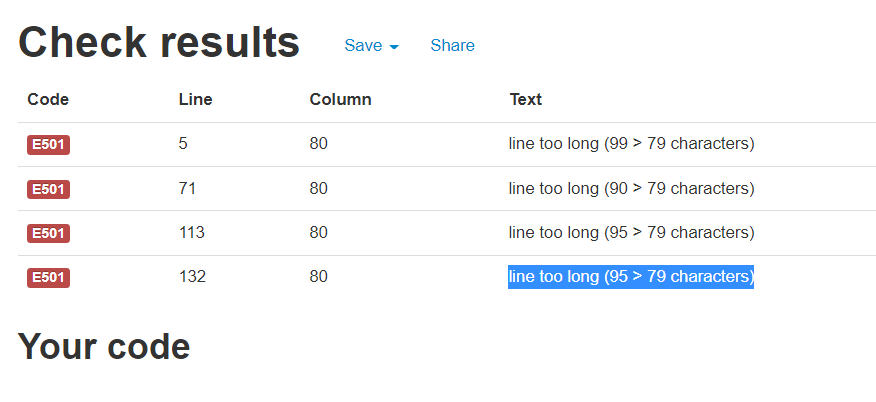 Check results Save Share
Code Line Column Text
E501 5 80 line too long (99 > 79 characters)
E501 71 80 line too long (90 > 79 characters)
E501 113 80 line too long (95 > 79 characters)
E501 132 80 line too long (95 > 79 characters)
Your code